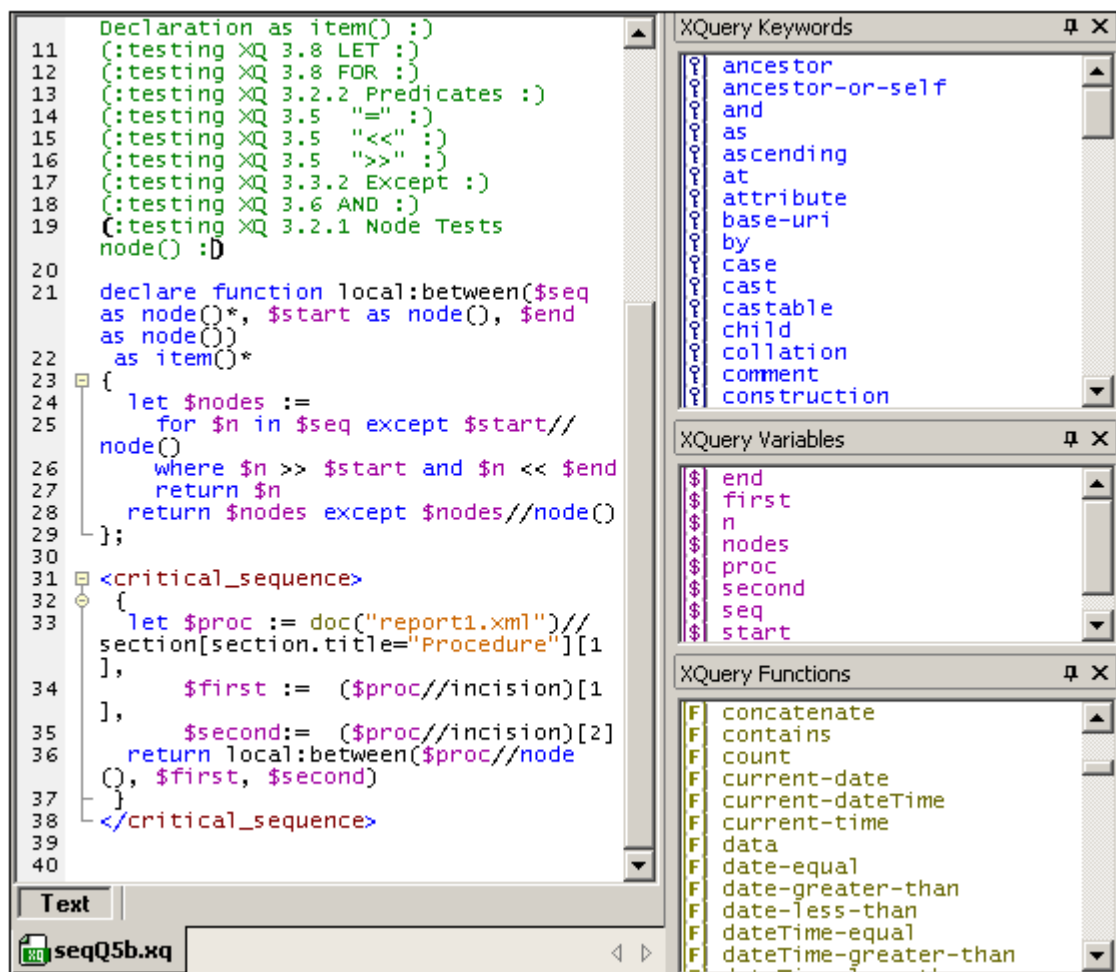 Declaration as item() :)
11 (:testing XQ 3.8 LET :)
12 (:testing XQ 3.8 FOR :)
13 (:testing XQ 3.2.2 Predicates :)
14 (:testing XQ 3.5  "=" :)
15 (:testing XQ 3.5  "<<" :)
16 (:testing XQ 3.5  ">>" :)
17 (:testing XQ 3.3.2 Except :)
18 (:testing XQ 3.6 AND :)
19 (:testing XQ 3.2.1 Node Tests
node() :)
20
21 declare function local:between($seq
as node()*, $start as node(), $end
as node())
22  as item()*
23 {
24   let $nodes :=
25     for $n in $seq except $start//
node()
26     where $n >> $start and $n << $end
27     return $n
28   return $nodes except $nodes//node()
29 };
30
31 <critical_sequence>
32  {
33   let $proc := doc("report1.xml")//
section[section.title="Procedure"][1
],
34       $first :=  ($proc//incision)[1
],
35       $second:=  ($proc//incision)[2]
36   return local:between($proc//node
(), $first, $second)
37  }
38 </critical_sequence>
39
40
Text
seqQ5b.xq
XQuery Keywords
ancestor
ancestor-or-self
and
as
ascending
at
attribute
base-uri
by
case
cast
castable
child
collation
comment
construction
XQuery Variables
$ end
$ first
$ n
$ nodes
$ proc
$ second
$ seq
$ start
XQuery Functions
F concatenate
F contains
F count
F current-date
F current-dateTime
F current-time
F data
F date-equal
F date-greater-than
F date-less-than
F dateTime-equal
F dateTime-greater-than